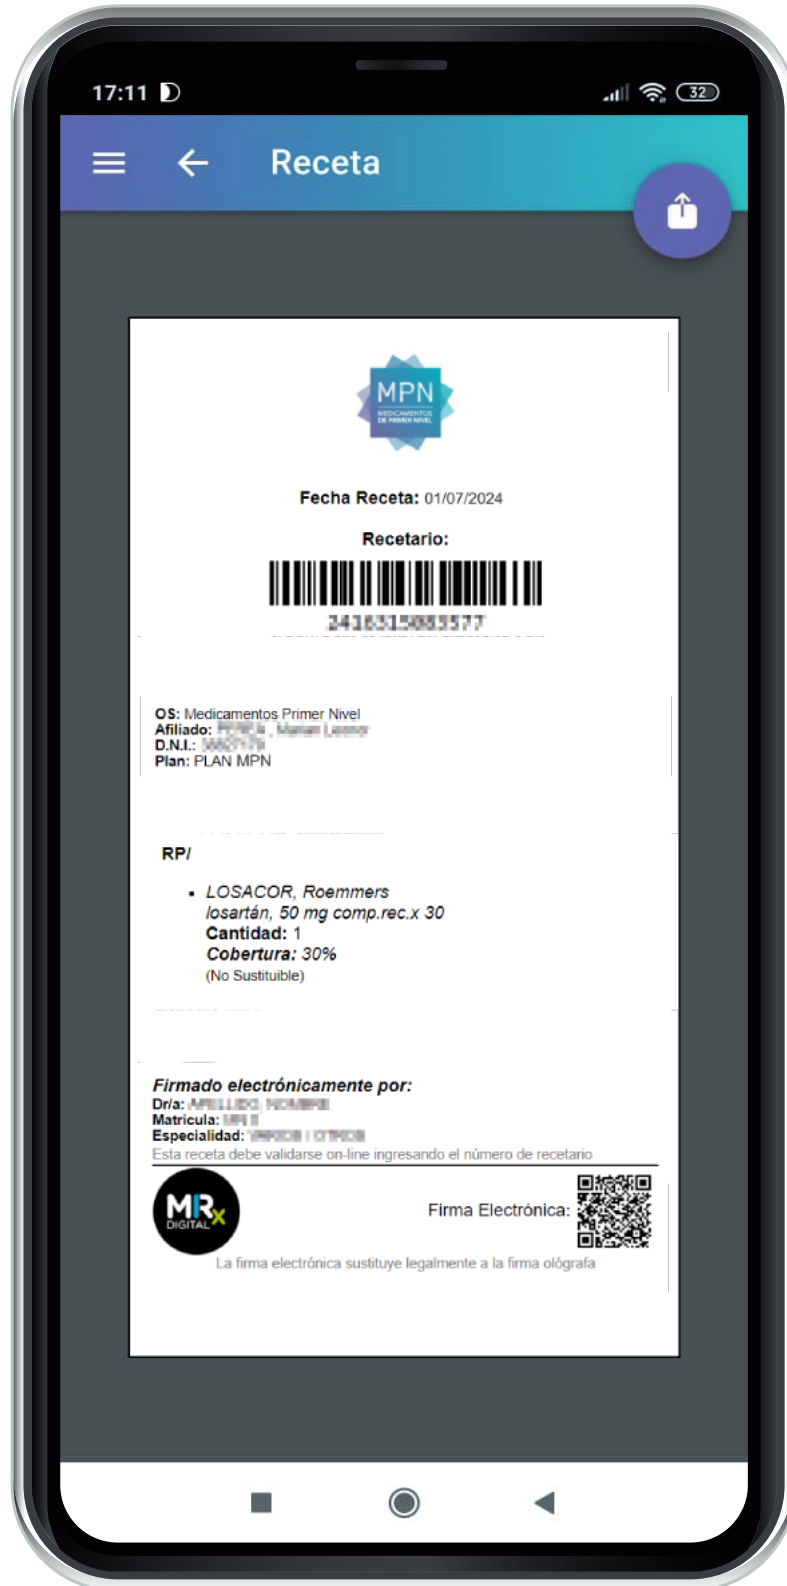 17:11
32
Receta
MPN
MEDICAMENTOS
DE PRIMER NIVEL
Fecha Receta: 01/07/2024
Recetario:
OS: Medicamentos Primer Nivel
Afiliado:
D.N.I.:
Plan: PLAN MPN
RP/
• LOSACOR, Roemmers
losartán, 50 mg comp.rec.x 30
Cantidad: 1
Cobertura: 30%
(No Sustituible)
Firmado electrónicamente por:
Dr/a:
Matricula:
Especialidad:
Esta receta debe validarse on-line ingresando el número de recetario
MRx
DIGITAL
Firma Electrónica:
La firma electrónica sustituye legalmente a la firma ológrafa